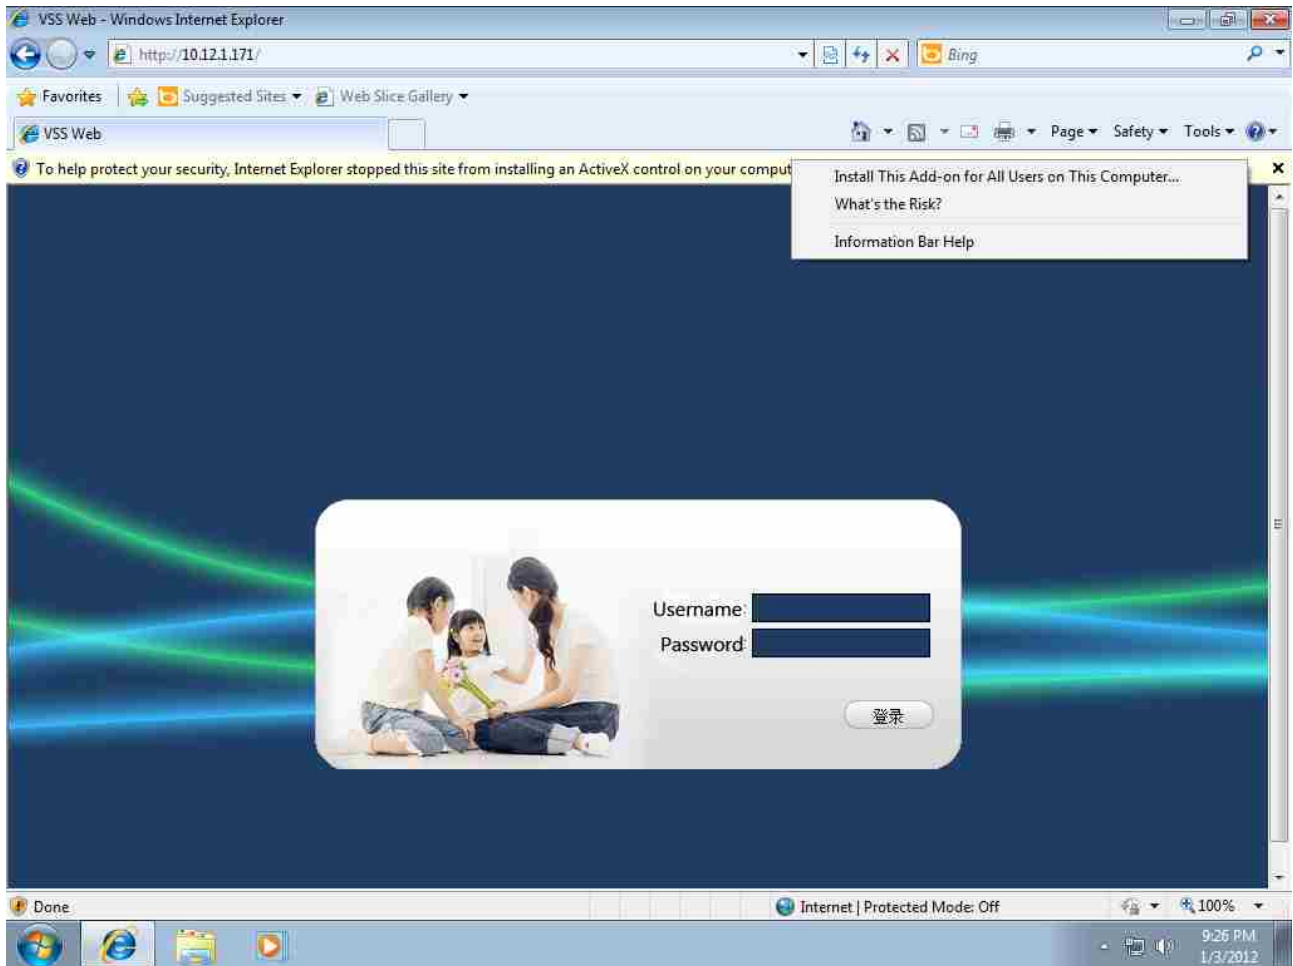 VSS Web - Windows Internet Explorer
http://10.12.1.171/
Bing
Favorites
Suggested Sites
Web Slice Gallery
VSS Web
Page
Safety
Tools
To help protect your security, Internet Explorer stopped this site from installing an ActiveX control on your comput
Install This Add-on for All Users on This Computer...
What's the Risk?
Information Bar Help
Username:
Password:
登录
Done
Internet | Protected Mode: Off
100%
9:26 PM
1/3/2012